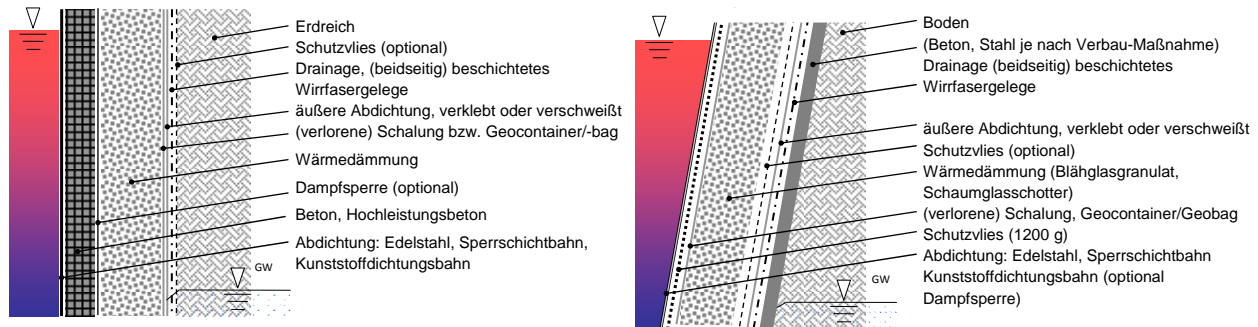 Erdreich
Schutzvlies (optional)
Drainage, (beidseitig) beschichtetes
Wirrfasergelege
äußere Abdichtung, verklebt oder verschweißt
(verlorene) Schalung bzw. Geocontainer/-bag
Wärmedämmung
Dampfsperre (optional)
Beton, Hochleistungsbeton
Abdichtung: Edelstahl, Sperrschichtbahn,
Kunststoffdichtungsbahn
GW
Boden
(Beton, Stahl je nach Verbau-Maßnahme)
Drainage (beidseitig) beschichtetes
Wirrfasergelege
äußere Abdichtung, verklebt oder verschweißt
Schutzvlies (optional)
Wärmedämmung (Blähglasgranulat,
Schaumglasschotter)
(verlorene) Schalung, Geocontainer/Geobag
Schutzvlies (1200 g)
Abdichtung: Edelstahl, Sperrschichtbahn
Kunststoffdichtungsbahn (optional
Dampfsperre)
GW